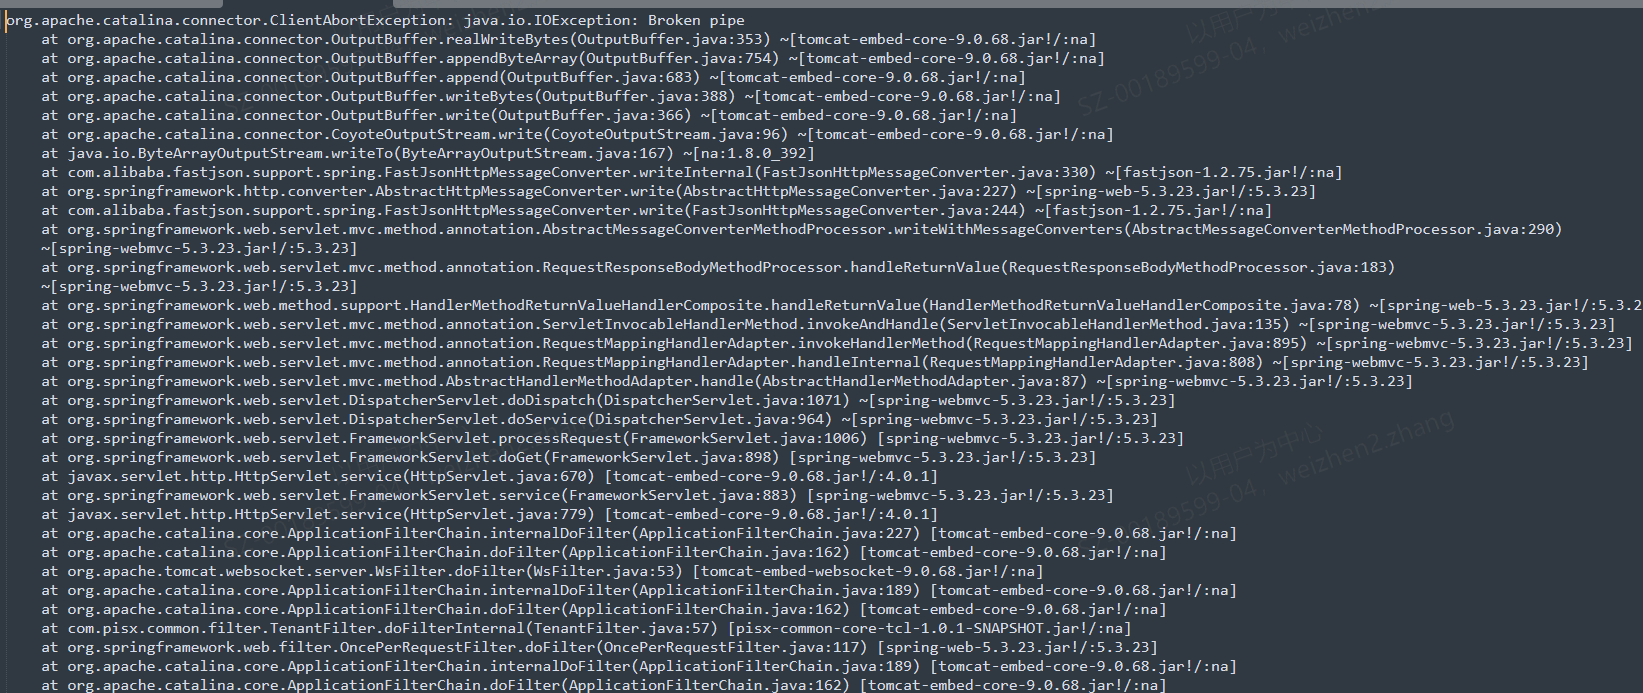 org.apache.catalina.connector.ClientAbortException: java.io.IOException: Broken pipe
at org.apache.catalina.connector.OutputBuffer.realWriteBytes(OutputBuffer.java:353) ~[tomcat-embed-core-9.0.68.jar!/:na]
at org.apache.catalina.connector.OutputBuffer.appendByteArray(OutputBuffer.java:754) ~[tomcat-embed-core-9.0.68.jar!/:na]
at org.apache.catalina.connector.OutputBuffer.append(OutputBuffer.java:683) ~[tomcat-embed-core-9.0.68.jar!/:na]
at org.apache.catalina.connector.OutputBuffer.writeBytes(OutputBuffer.java:388) ~[tomcat-embed-core-9.0.68.jar!/:na]
at org.apache.catalina.connector.OutputBuffer.write(OutputBuffer.java:366) ~[tomcat-embed-core-9.0.68.jar!/:na]
at org.apache.catalina.connector.CoyoteOutputStream.write(CoyoteOutputStream.java:96) ~[tomcat-embed-core-9.0.68.jar!/:na]
at java.io.ByteArrayOutputStream.writeTo(ByteArrayOutputStream.java:167) ~[na:1.8.0_392]
at com.alibaba.fastjson.support.spring.FastJsonHttpMessageConverter.writeInternal(FastJsonHttpMessageConverter.java:330) ~[fastjson-1.2.75.jar!/:na]
at org.springframework.http.converter.AbstractHttpMessageConverter.write(AbstractHttpMessageConverter.java:227) ~[spring-web-5.3.23.jar!/:5.3.23]
at com.alibaba.fastjson.support.spring.FastJsonHttpMessageConverter.write(FastJsonHttpMessageConverter.java:244) ~[fastjson-1.2.75.jar!/:na]
at org.springframework.web.servlet.mvc.method.annotation.AbstractMessageConverterMethodProcessor.writeWithMessageConverters(AbstractMessageConverterMethodProcessor.java:290)
~[spring-webmvc-5.3.23.jar!/:5.3.23]
at org.springframework.web.servlet.mvc.method.annotation.RequestResponseBodyMethodProcessor.handleReturnValue(RequestResponseBodyMethodProcessor.java:183)
~[spring-webmvc-5.3.23.jar!/:5.3.23]
at org.springframework.web.method.support.HandlerMethodReturnValueHandlerComposite.handleReturnValue(HandlerMethodReturnValueHandlerComposite.java:78) ~[spring-web-5.3.23.jar!/:5.3.2
at org.springframework.web.servlet.mvc.method.annotation.ServletInvocableHandlerMethod.invokeAndHandle(ServletInvocableHandlerMethod.java:135) ~[spring-webmvc-5.3.23.jar!/:5.3.23]
at org.springframework.web.servlet.mvc.method.annotation.RequestMappingHandlerAdapter.invokeHandlerMethod(RequestMappingHandlerAdapter.java:895) ~[spring-webmvc-5.3.23.jar!/:5.3.23]
at org.springframework.web.servlet.mvc.method.annotation.RequestMappingHandlerAdapter.handleInternal(RequestMappingHandlerAdapter.java:808) ~[spring-webmvc-5.3.23.jar!/:5.3.23]
at org.springframework.web.servlet.mvc.method.AbstractHandlerMethodAdapter.handle(AbstractHandlerMethodAdapter.java:87) ~[spring-webmvc-5.3.23.jar!/:5.3.23]
at org.springframework.web.servlet.DispatcherServlet.doDispatch(DispatcherServlet.java:1071) ~[spring-webmvc-5.3.23.jar!/:5.3.23]
at org.springframework.web.servlet.DispatcherServlet.doService(DispatcherServlet.java:964) ~[spring-webmvc-5.3.23.jar!/:5.3.23]
at org.springframework.web.servlet.FrameworkServlet.processRequest(FrameworkServlet.java:1006) [spring-webmvc-5.3.23.jar!/:5.3.23]
at org.springframework.web.servlet.FrameworkServlet.doGet(FrameworkServlet.java:898) [spring-webmvc-5.3.23.jar!/:5.3.23]
at javax.servlet.http.HttpServlet.service(HttpServlet.java:670) [tomcat-embed-core-9.0.68.jar!/:4.0.1]
at org.springframework.web.servlet.FrameworkServlet.service(FrameworkServlet.java:883) [spring-webmvc-5.3.23.jar!/:5.3.23]
at javax.servlet.http.HttpServlet.service(HttpServlet.java:779) [tomcat-embed-core-9.0.68.jar!/:4.0.1]
at org.apache.catalina.core.ApplicationFilterChain.internalDoFilter(ApplicationFilterChain.java:227) [tomcat-embed-core-9.0.68.jar!/:na]
at org.apache.catalina.core.ApplicationFilterChain.doFilter(ApplicationFilterChain.java:162) [tomcat-embed-core-9.0.68.jar!/:na]
at org.apache.tomcat.websocket.server.WsFilter.doFilter(WsFilter.java:53) [tomcat-embed-websocket-9.0.68.jar!/:na]
at org.apache.catalina.core.ApplicationFilterChain.internalDoFilter(ApplicationFilterChain.java:189) [tomcat-embed-core-9.0.68.jar!/:na]
at org.apache.catalina.core.ApplicationFilterChain.doFilter(ApplicationFilterChain.java:162) [tomcat-embed-core-9.0.68.jar!/:na]
at com.pisx.common.filter.TenantFilter.doFilterInternal(TenantFilter.java:57) [pisx-common-core-tcl-1.0.1-SNAPSHOT.jar!/:na]
at org.springframework.web.filter.OncePerRequestFilter.doFilter(OncePerRequestFilter.java:117) [spring-web-5.3.23.jar!/:5.3.23]
at org.apache.catalina.core.ApplicationFilterChain.internalDoFilter(ApplicationFilterChain.java:189) [tomcat-embed-core-9.0.68.jar!/:na]
at org.apache.catalina.core.ApplicationFilterChain.doFilter(ApplicationFilterChain.java:162) [tomcat-embed-core-9.0.68.jar!/:na]
以用户为中心
SZ-00189599-04, weizhen2.zhang
以用户为中心
00189599-04, weizhen2.zhang